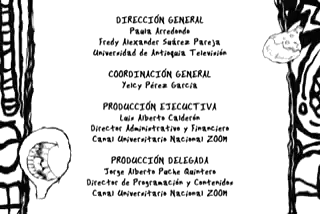 DIRECCIÓN GENERAL
Paula Arredondo
Fredy Alexander Suárez Pareja
Universidad de Antioquia Televisión
COORDINACIÓN GENERAL
Yeicy Pérez García
PRODUCCIÓN EJECUCTIVA
Luis Alberto Calderón
Director Administrativo y Financiero
Canal Universitario Nacional ZOOM
PRODUCCIÓN DELEGADA
Jorge Alberto Puche Quintero
Director de Programación y Contenidos
Canal Universitario Nacional ZOOM